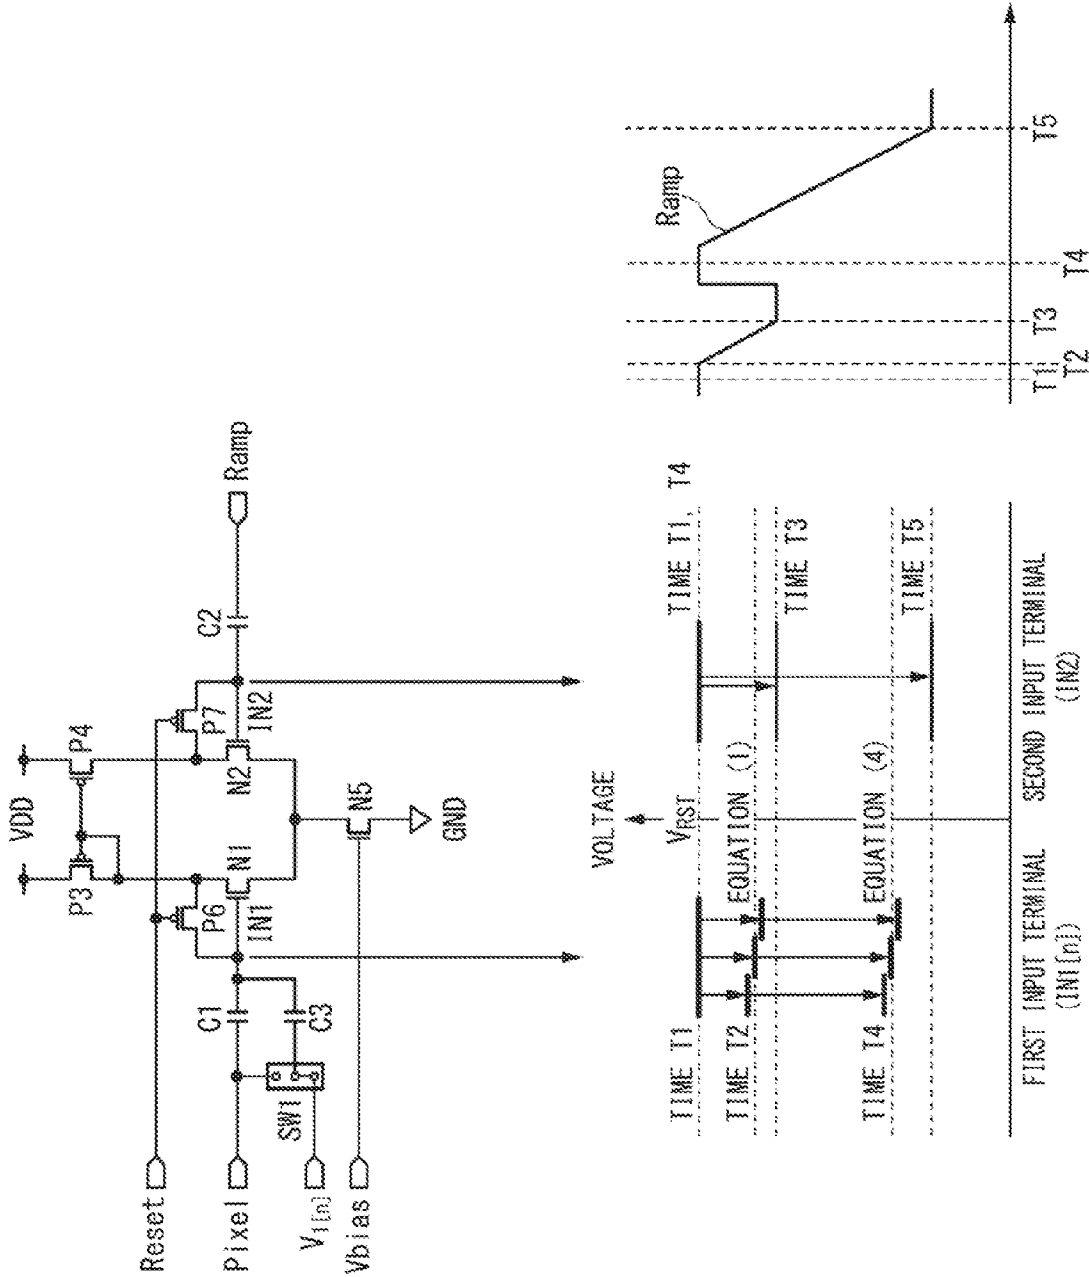 VDD
P3
P4
Reset
P6
P7
N1
N2
IN1
IN2
Pixel
C1
C2
Ramp
C3
SW1
V1[n]
Vbias
N5
GND
VOLTAGE
VRST
TIME T1
TIME T1, T4
TIME T2
EQUATION (1)
TIME T3
TIME T4
EQUATION (4)
TIME T5
FIRST INPUT TERMINAL
(IN1[n])
SECOND INPUT TERMINAL
(IN2)
Ramp
T1
T2
T3
T4
T5